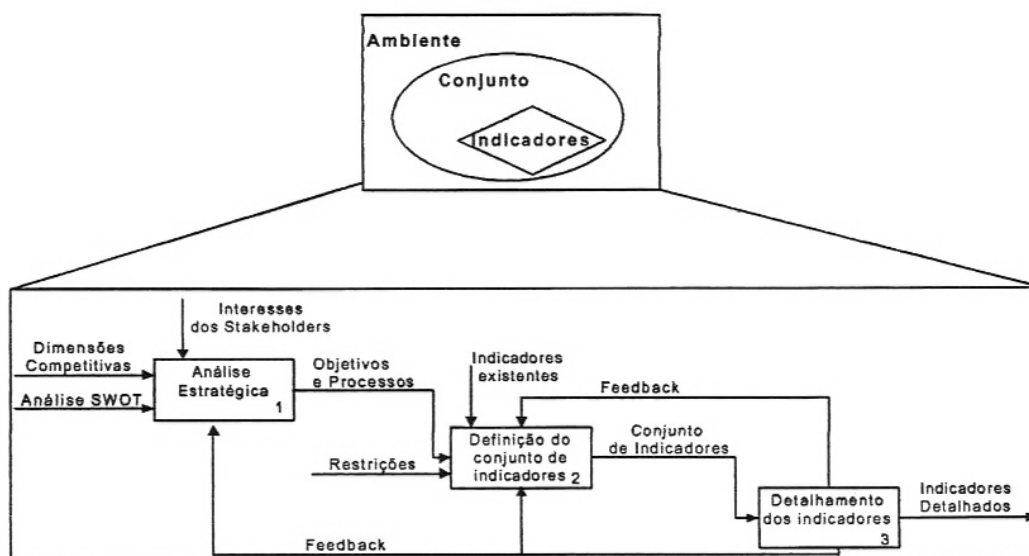 Ambiente
Conjunto
Indicadores
Interesses
dos Stakeholders
Dimensões
Competitivas
Análise SWOT
Análise
Estratégica
1
Objetivos
e Processos
Indicadores
existentes
Feedback
Restrições
Definição do
conjunto de
indicadores 2
Conjunto
de Indicadores
Detalhamento
dos indicadores
3
Indicadores
Detalhados
Feedback